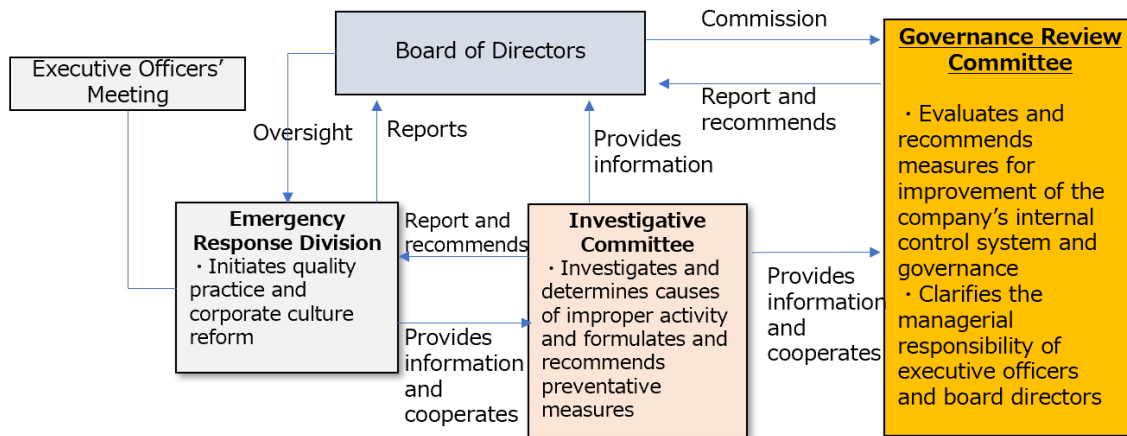 Commission
Board of Directors
Governance Review
Committee
Executive Officers’
Meeting
Report and
recommends
Oversight
Reports
Provides
information
・Evaluates and
recommends
measures for
improvement of the
company’s internal
control system and
governance
・Clarifies the
managerial
responsibility of
executive officers
and board directors
Emergency
Response Division
・Initiates quality
practice and
corporate culture
reform
Report and
recommends
Investigative
Committee
・Investigates and
determines causes
of improper activity
and formulates and
recommends
preventative
measures
Provides
information
and
cooperates
Provides
information
and
cooperates